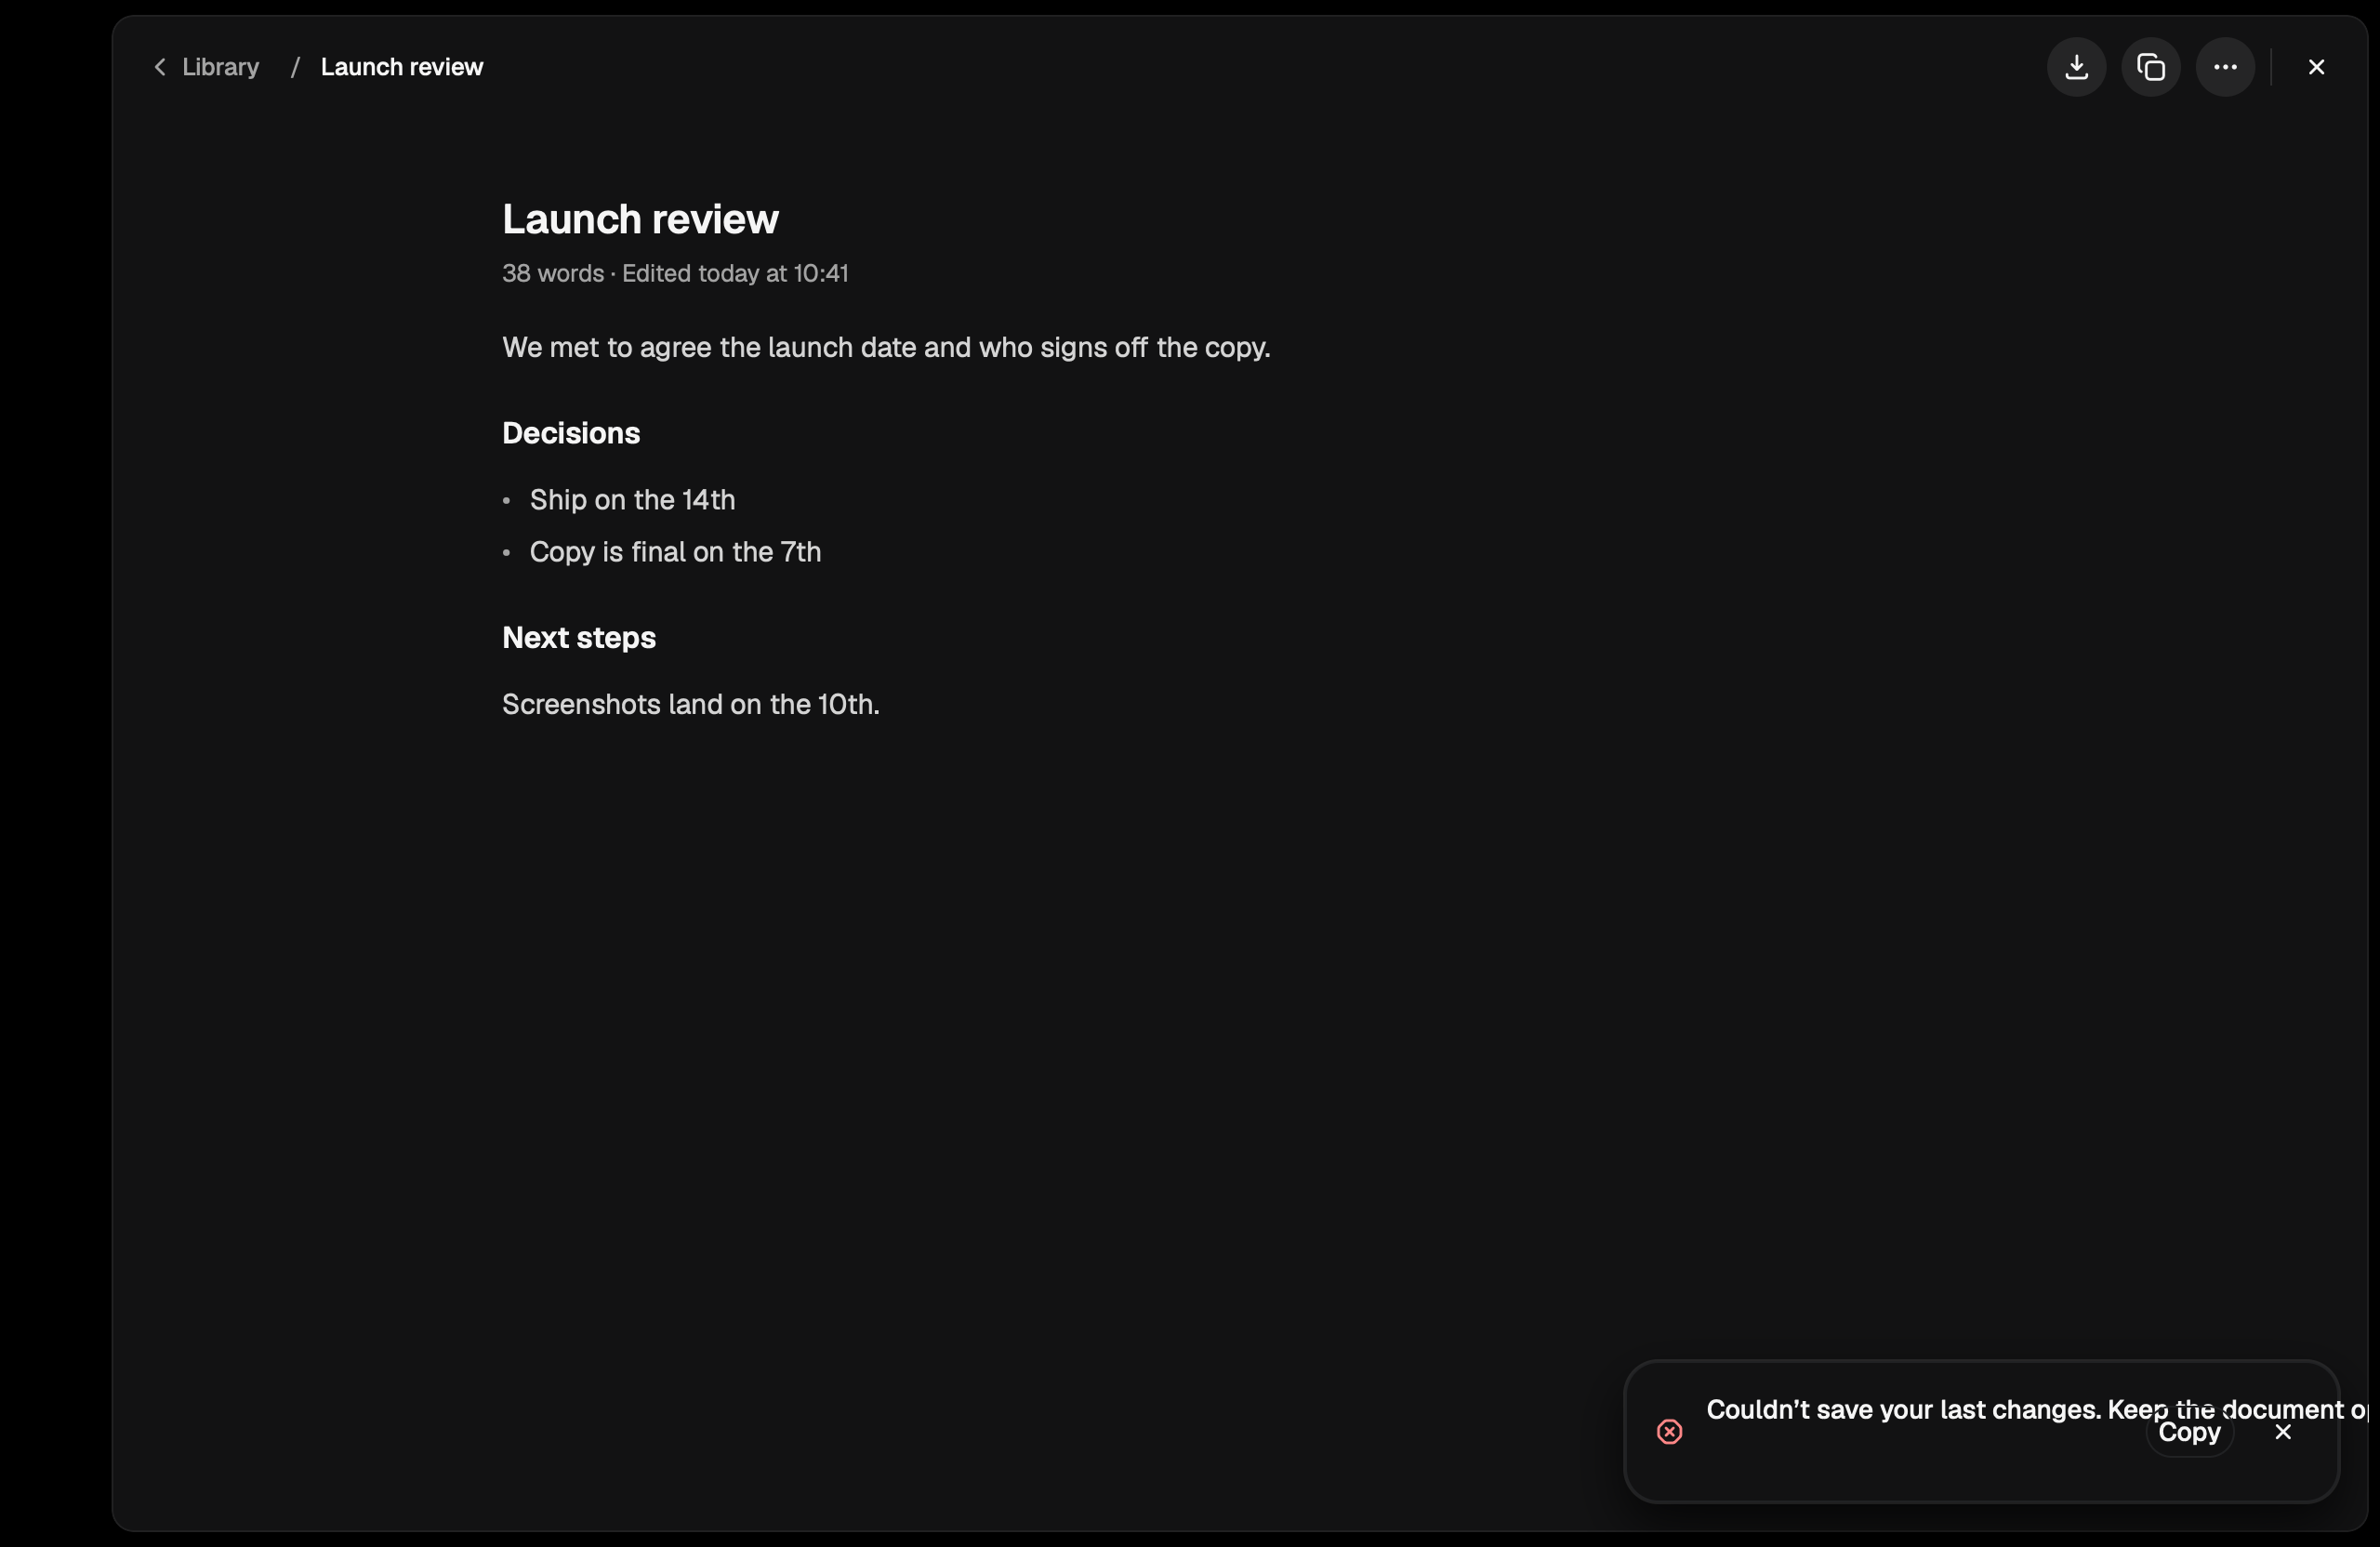 Library / Launch review
Launch review
38 words · Edited today at 10:41
We met to agree the launch date and who signs off the copy.
Decisions
• Ship on the 14th
• Copy is final on the 7th
Next steps
Screenshots land on the 10th.
Couldn’t save your last changes. Keep the document
Copy